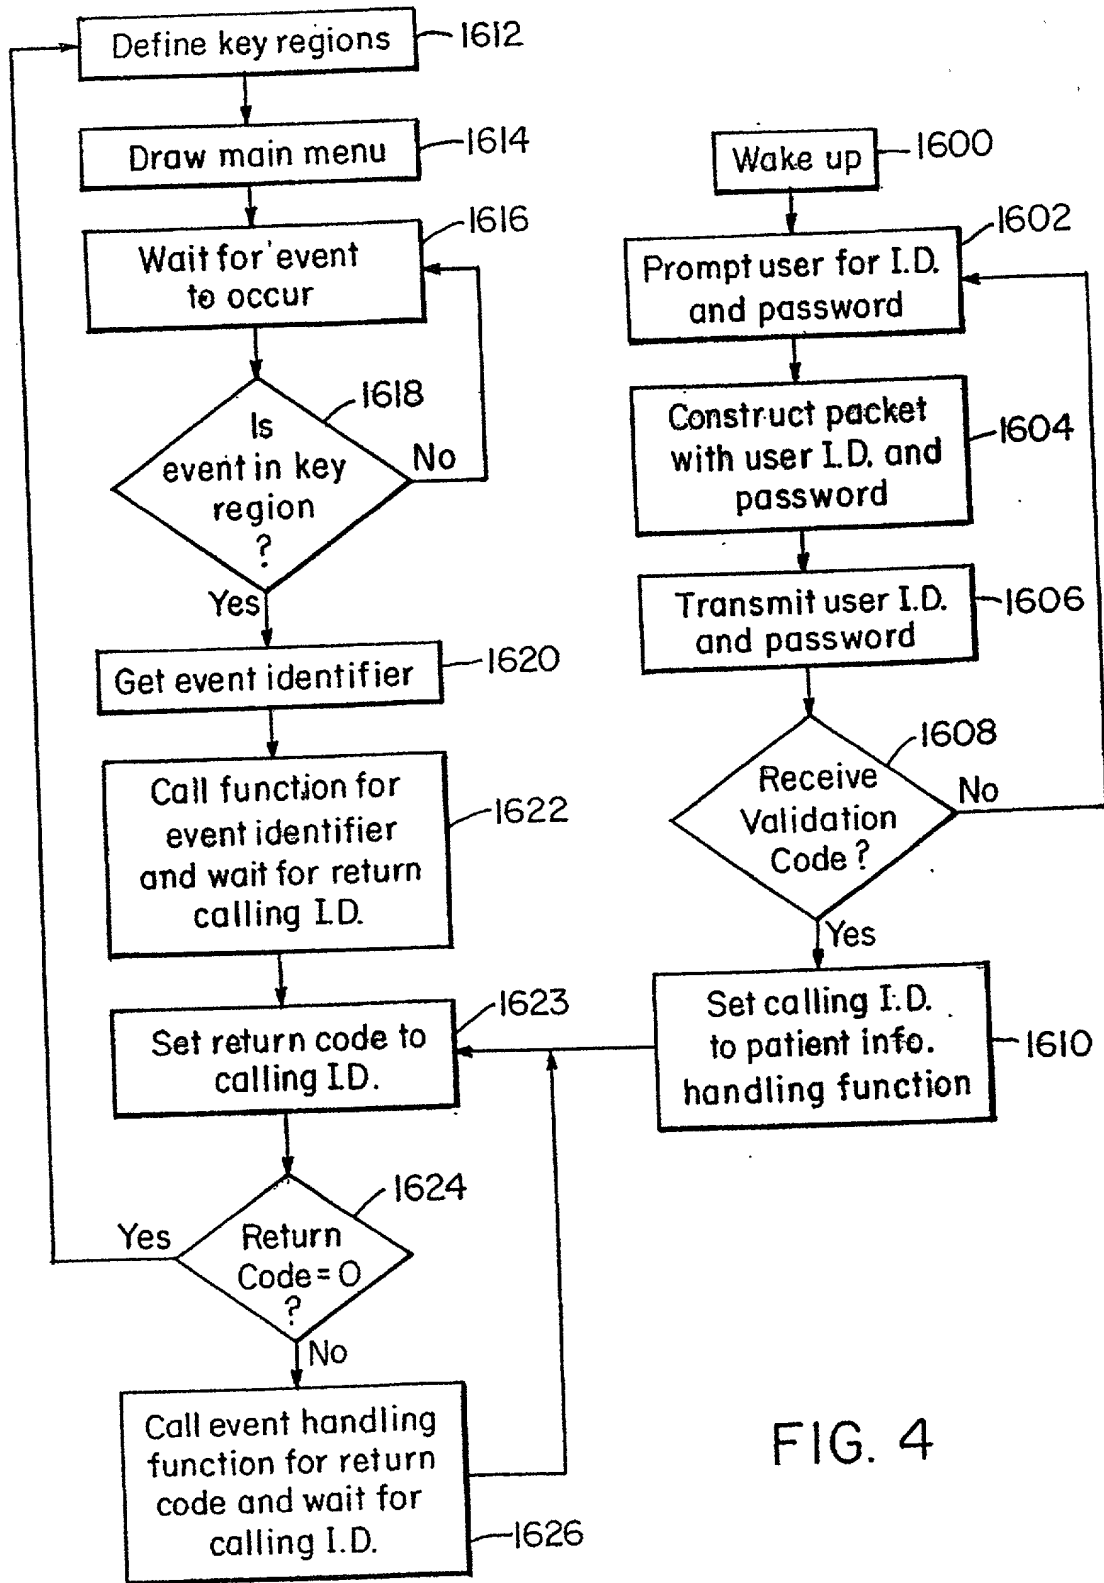 Define key regions
1612
Draw main menu
1614
Wait for event
to occur
1616
Is
event in key
region
?
1618
No
Yes
Get event identifier
1620
Call function for
event identifier
and wait for return
calling I.D.
1622
Set return code to
calling I.D.
1623
Return
Code = 0
?
1624
Yes
No
Call event handling
function for return
code and wait for
calling I.D.
1626
Wake up
1600
Prompt user for I.D.
and password
1602
Construct packet
with user I.D. and
password
1604
Transmit user I.D.
and password
1606
Receive
Validation
Code?
1608
No
Yes
Set calling I.D.
to patient info.
handling function
1610
FIG. 4